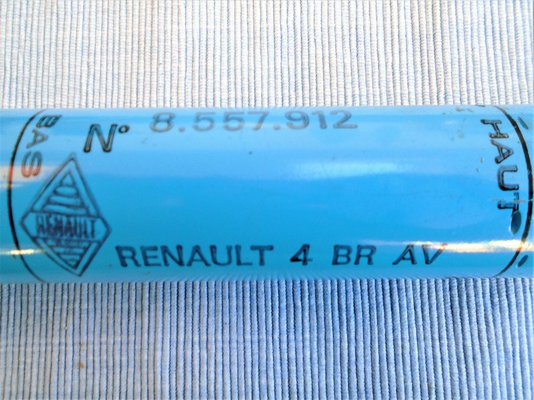 BAS
N° 8.557.912
HAUT
RENAULT
RENAULT 4 BR AV